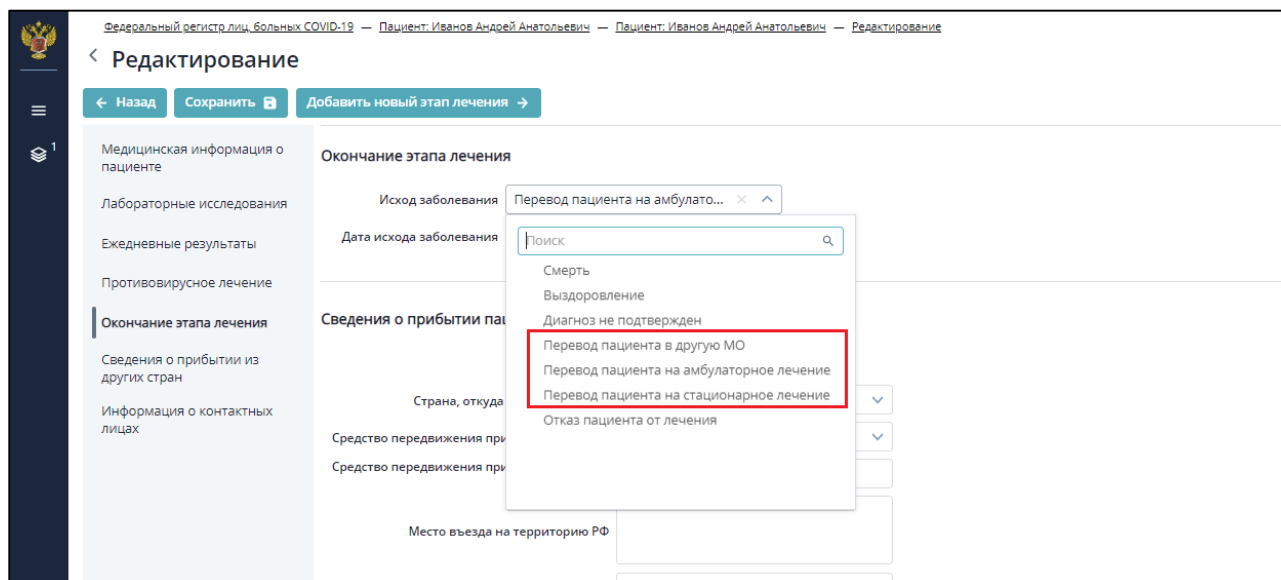 Федеральный регистр лиц, больных COVID-19 — Пациент: Иванов Андрей Анатольевич — Пациент: Иванов Андрей Анатольевич — Редактирование
Редактирование
← Назад Сохранить Добавить новый этап лечения →
1
Медицинская информация о
пациенте
Лабораторные исследования
Ежедневные результаты
Противовирусное лечение
Окончание этапа лечения
Сведения о прибытии из
других стран
Информация о контактных
лицах
Окончание этапа лечения
Исход заболевания Перевод пациента на амбулато...
Дата исхода заболевания
Поиск
Смерть
Выздоровление
Диагноз не подтвержден
Перевод пациента в другую МО
Перевод пациента на амбулаторное лечение
Перевод пациента на стационарное лечение
Отказ пациента от лечения
Сведения о прибытии
Страна, откуда
Средство передвижения
Средство передвижения
Место въезда на территорию РФ